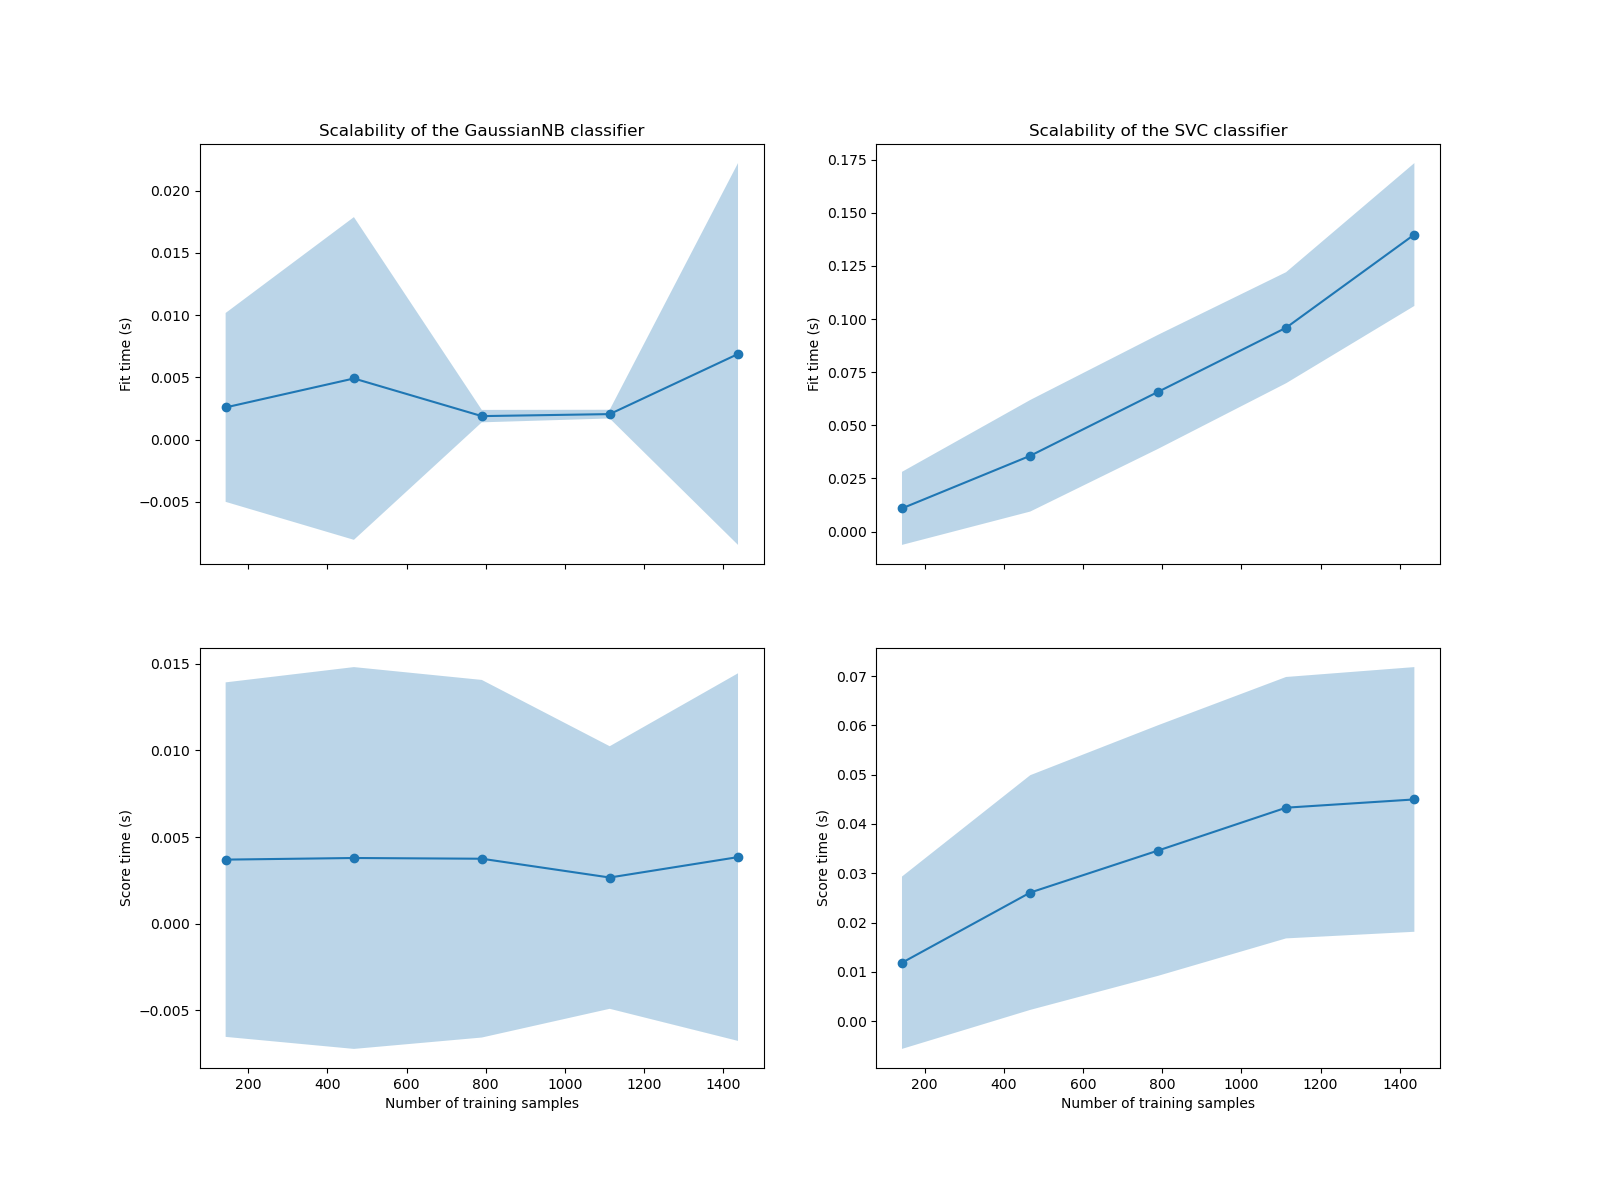 Scalability of the GaussianNB classifier
0.020
0.015
0.010
0.005
0.000
−0.005
Fit time (s)
Scalability of the SVC classifier
0.175
0.150
0.125
0.100
0.075
0.050
0.025
0.000
Fit time (s)
0.015
0.010
0.005
0.000
−0.005
Score time (s)
200 400 600 800 1000 1200 1400
Number of training samples
0.07
0.06
0.05
0.04
0.03
0.02
0.01
0.00
Score time (s)
200 400 600 800 1000 1200 1400
Number of training samples